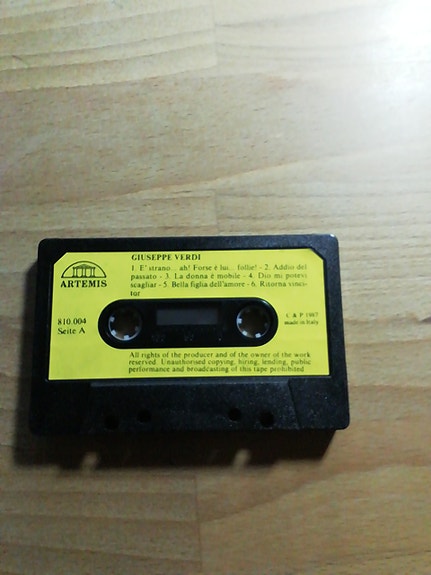 GIUSEPPE VERDI
1. E' strano... ah! Forse è lui... follie! - 2. Addio del
passato - 3. La donna è mobile - 4. Dio mi potevi
scagliar - 5. Bella figlia dell'amore - 6. Ritorna vinci-
tor
ARTEMIS
810.004
Seite A
C & P 1987
made in Italy
All rights of the producer and of the owner of the work
reserved. Unauthorised copying, hiring, lending, public
performance and broadcasting of this tape prohibited